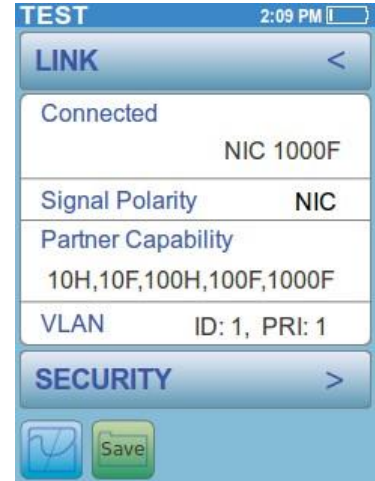 TEST 2:09 PM
LINK <
Connected
NIC 1000F
Signal Polarity NIC
Partner Capability
10H,10F,100H,100F,1000F
VLAN ID: 1, PRI: 1
SECURITY >
Save